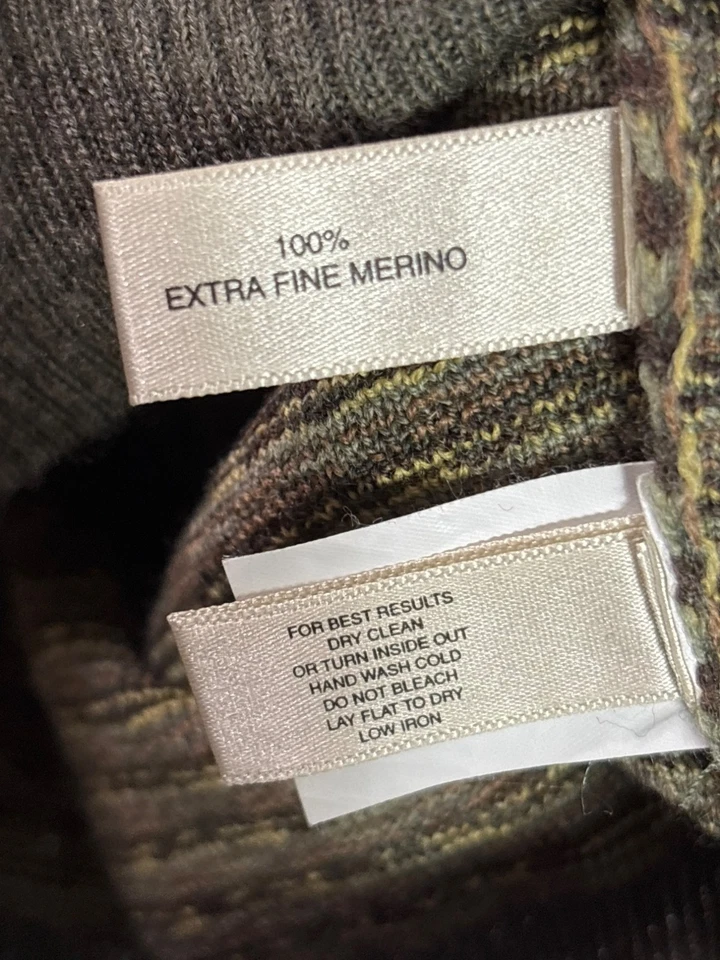 100%
EXTRA FINE MERINO
FOR BEST RESULTS
DRY CLEAN
OR TURN INSIDE OUT
HAND WASH COLD
DO NOT BLEACH
LAY FLAT TO DRY
LOW IRON